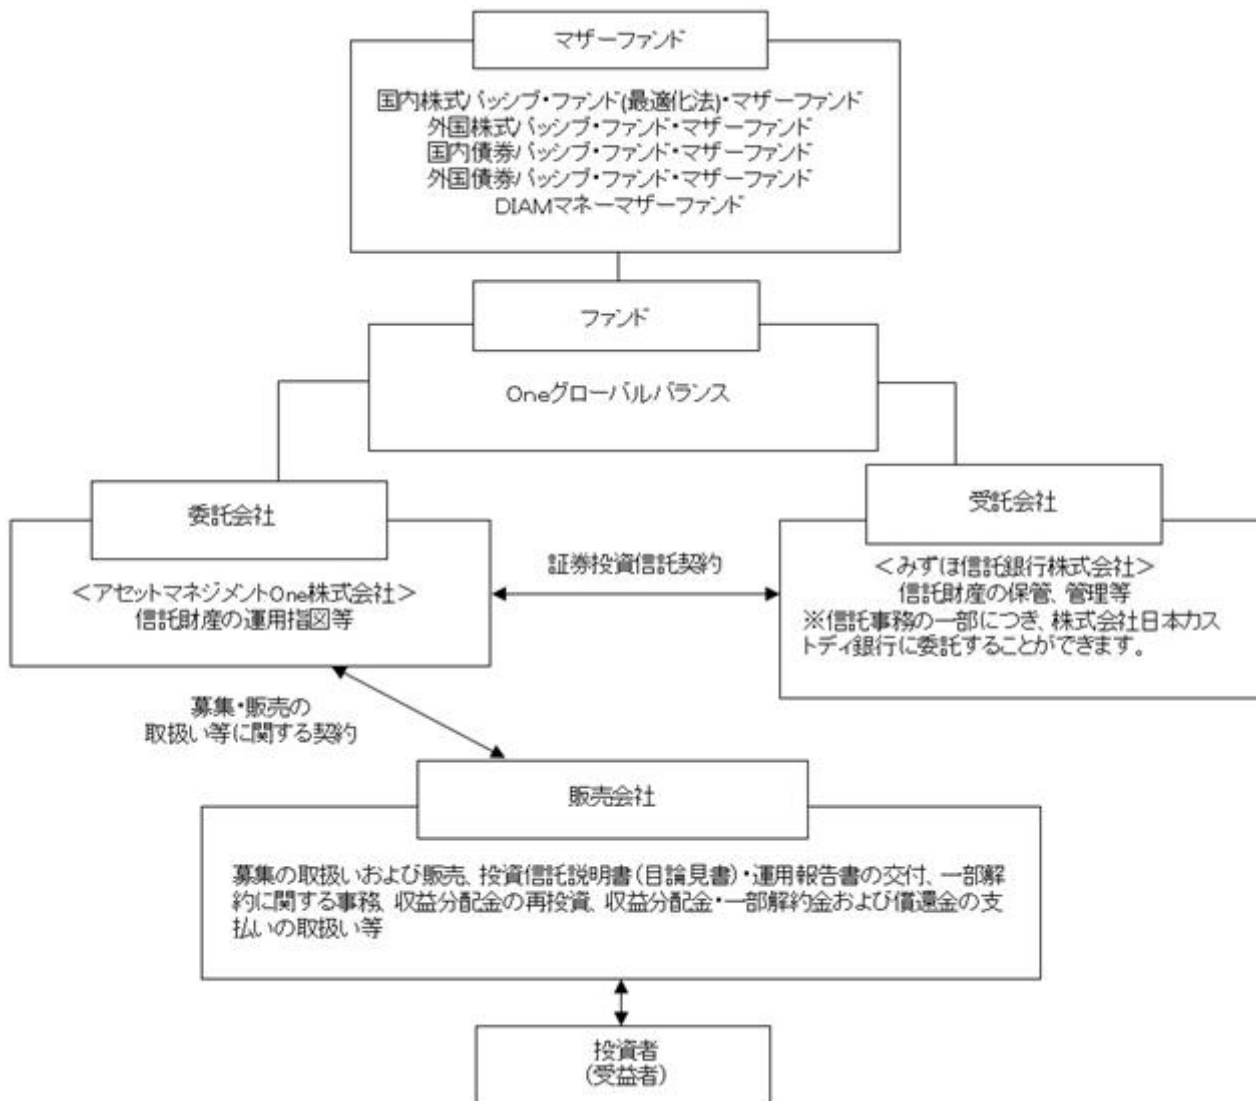 マザーファンド
国内株式パッシブ・ファンド(最適化法)・マザーファンド
外国株式パッシブ・ファンド・マザーファンド
国内債券パッシブ・ファンド・マザーファンド
外国債券パッシブ・ファンド・マザーファンド
DIAMマネーマザーファンド
ファンド
Oneグローバルバランス
委託会社
<アセットマネジメントOne株式会社>
信託財産の運用指図等
証券投資信託契約
受託会社
<みずほ信託銀行株式会社>
信託財産の保管、管理等
※信託事務の一部につき、株式会社日本カス
トディ銀行に委託することができます。
募集・販売の
取扱い等に関する契約
販売会社
募集の取扱いおよび販売、投資信託説明書(目論見書)・運用報告書の交付、一部解
約に関する事務、収益分配金の再投資、収益分配金・一部解約金および償還金の支
払いの取扱い等
投資者
(受益者)